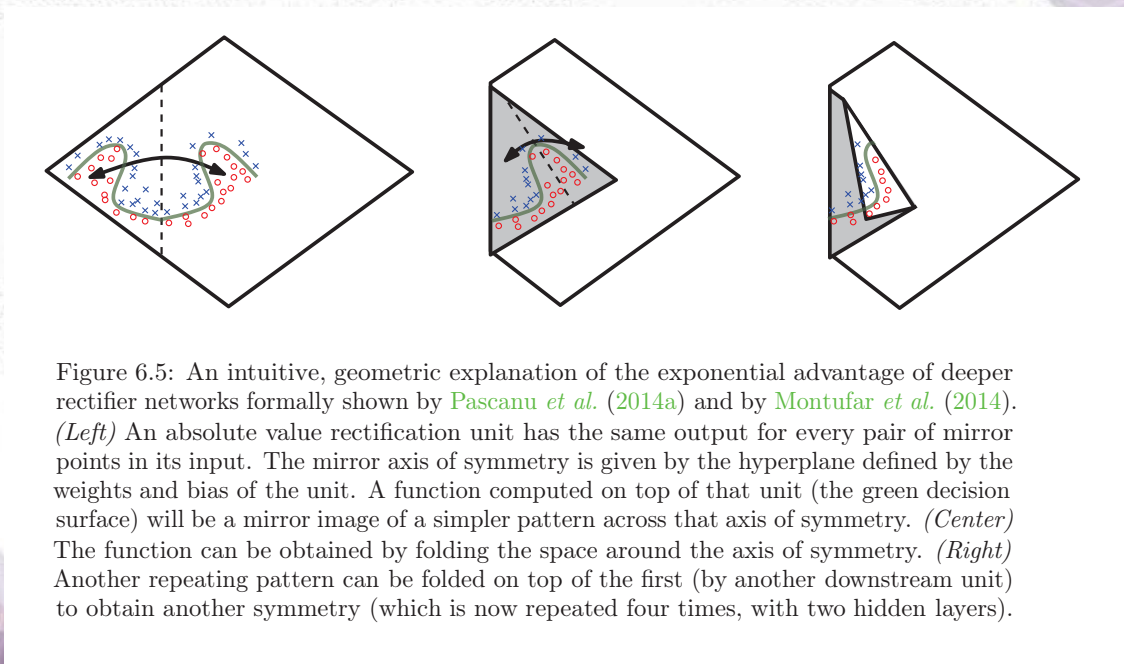 Figure 6.5: An intuitive, geometric explanation of the exponential advantage of deeper
rectifier networks formally shown by Pascanu et al. (2014a) and by Montufar et al. (2014).
(Left) An absolute value rectification unit has the same output for every pair of mirror
points in its input. The mirror axis of symmetry is given by the hyperplane defined by the
weights and bias of the unit. A function computed on top of that unit (the green decision
surface) will be a mirror image of a simpler pattern across that axis of symmetry. (Center)
The function can be obtained by folding the space around the axis of symmetry. (Right)
Another repeating pattern can be folded on top of the first (by another downstream unit)
to obtain another symmetry (which is now repeated four times, with two hidden layers).